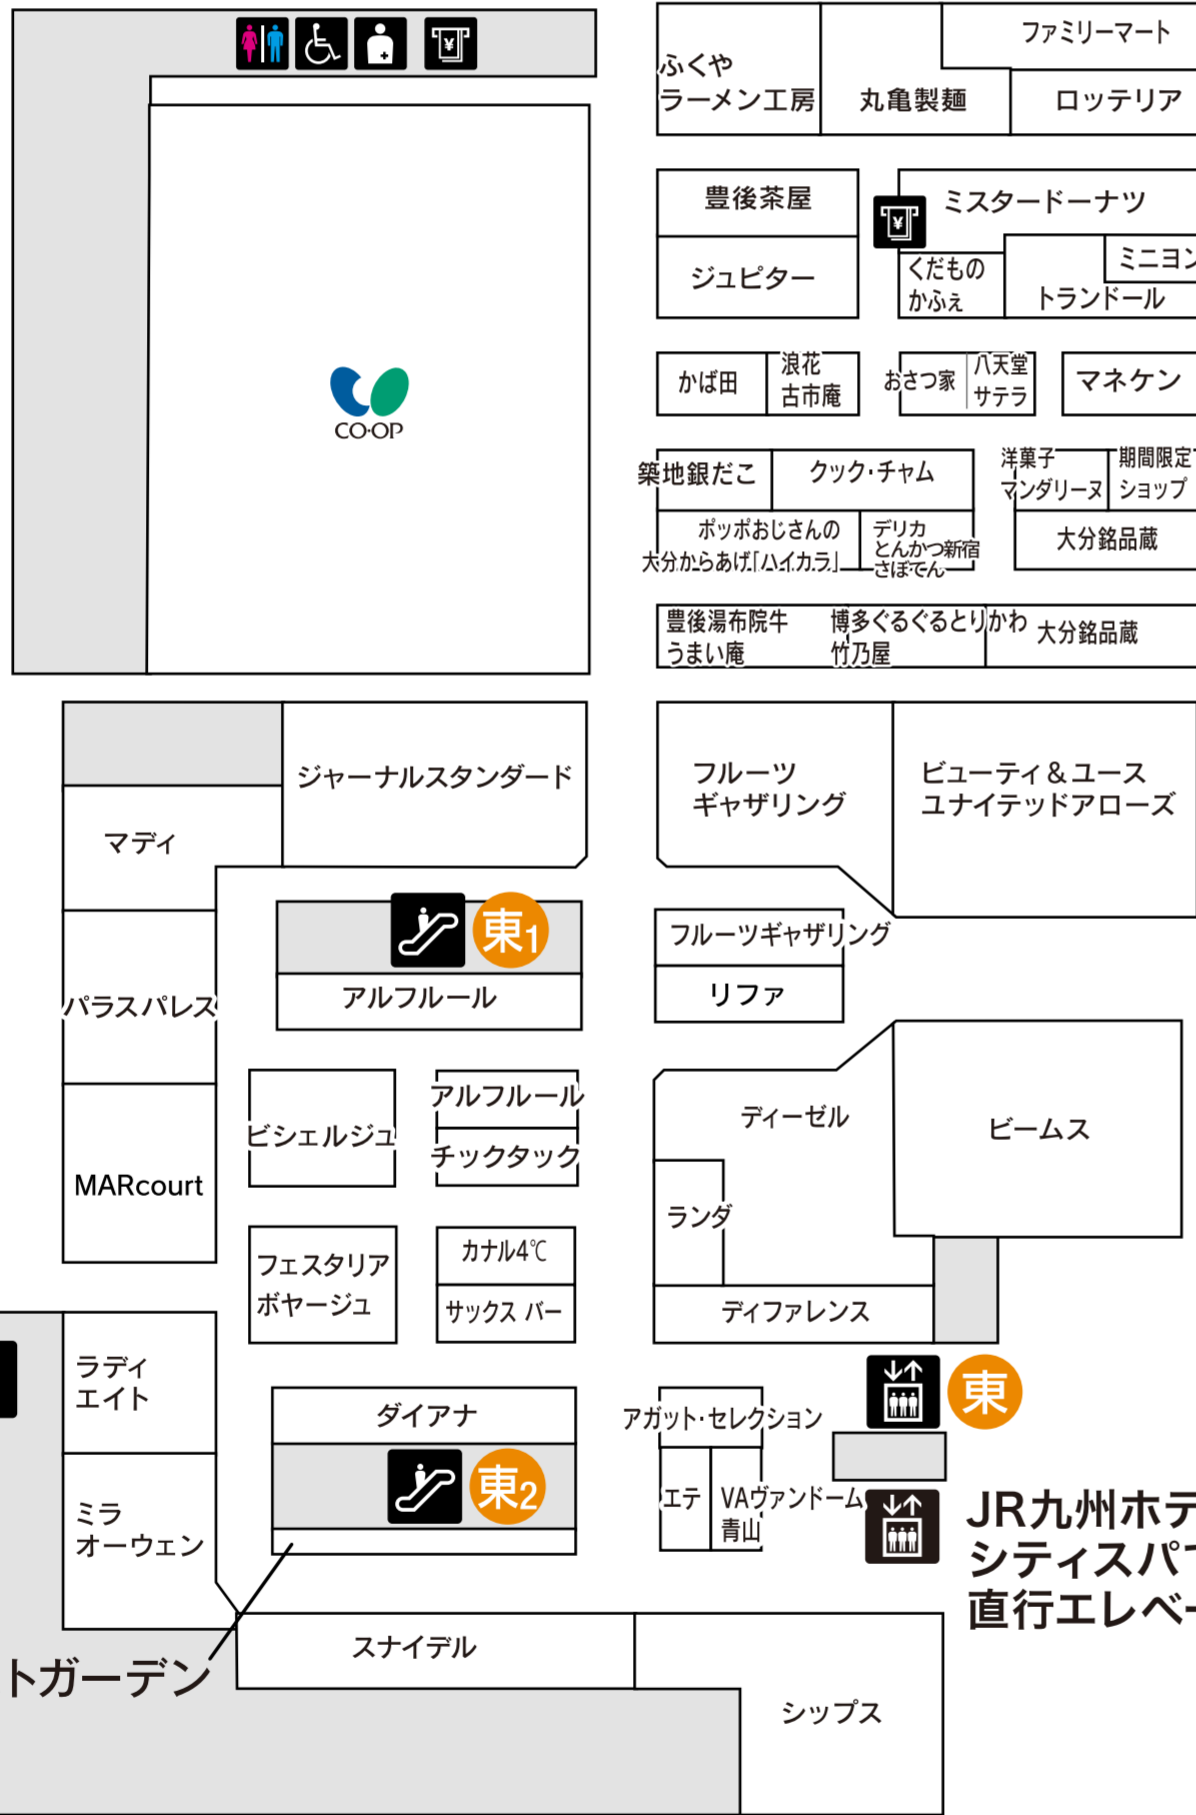 ファミリーマート
ふくや
ラーメン工房
丸亀製麺
ロッテリア
豊後茶屋
ミスタードーナツ
¥
¥
ジュピター
くだもの
かふぇ
トランドール
ミニヨン
かば田
浪花
古市庵
おさつ家
八天堂
サテラ
マネケン
CO·OP
築地銀だこ
クック・チャム
洋菓子
マンダリーヌ
期間限定
ショップ
ポッポおじさんの
大分からあげ「ハイカラ」
デリカ
とんかつ新宿
さぼてん
大分銘品蔵
豊後湯布院牛
うまい庵
博多ぐるぐるとりかわ
竹乃屋
大分銘品蔵
ジャーナルスタンダード
マディ
フルーツ
ギャザリング
ビューティ&ユース
ユナイテッドアローズ
東1
アルフルール
フルーツギャザリング
リファ
パラスパレス
MARcourt
ビシェルジュ
アルフルール
チックタック
ディーゼル
ビームス
ランダ
フェスタリア
ボヤージュ
カナル4℃
サックス バー
ディファレンス
ラディ
エイト
ダイアナ
東2
アガット・セレクション
東
エテ
VAヴァンドーム
青山
ミラ
オーウェン
JR九州ホテ
シティスパ
直行エレベー
トガーデン
スナイデル
シップス